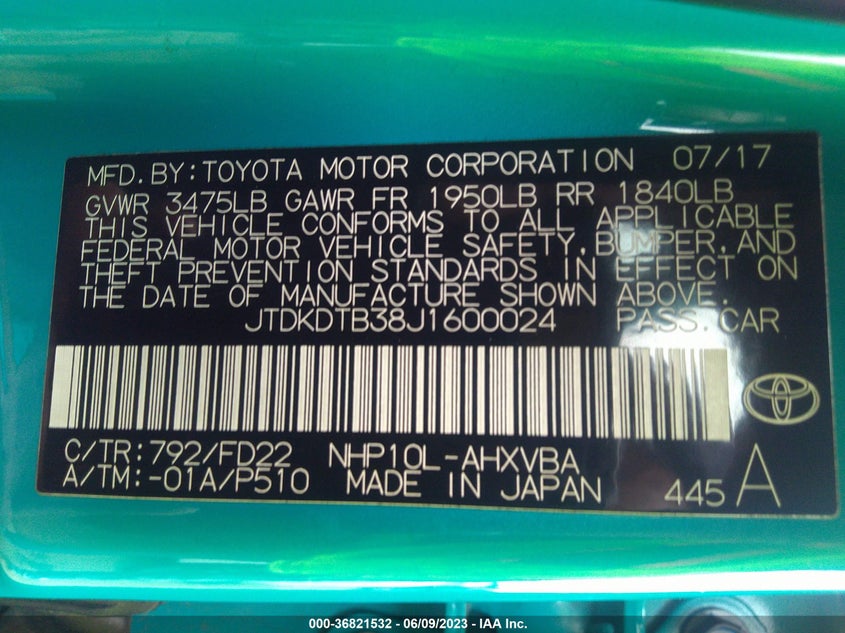 MFD.BY:TOYOTA MOTOR CORPORATION 07/17
GVWR 3475LB GAWR FR 1950LB RR 1840LB
THIS VEHICLE CONFORMS TO ALL APPLICABLE
FEDERAL MOTOR VEHICLE SAFETY,BUMPER,AND
THEFT PREVENTION STANDARDS IN EFFECT ON
THE DATE OF MANUFACTURE SHOWN ABOVE.
JTDKDTB38J1600024 PASS.CAR
C/TR:792/FD22 NHP10L-AHXVBA
A/TM:-01A/P510 MADE IN JAPAN 445 A
000-36821532 - 06/09/2023 - IAA Inc.